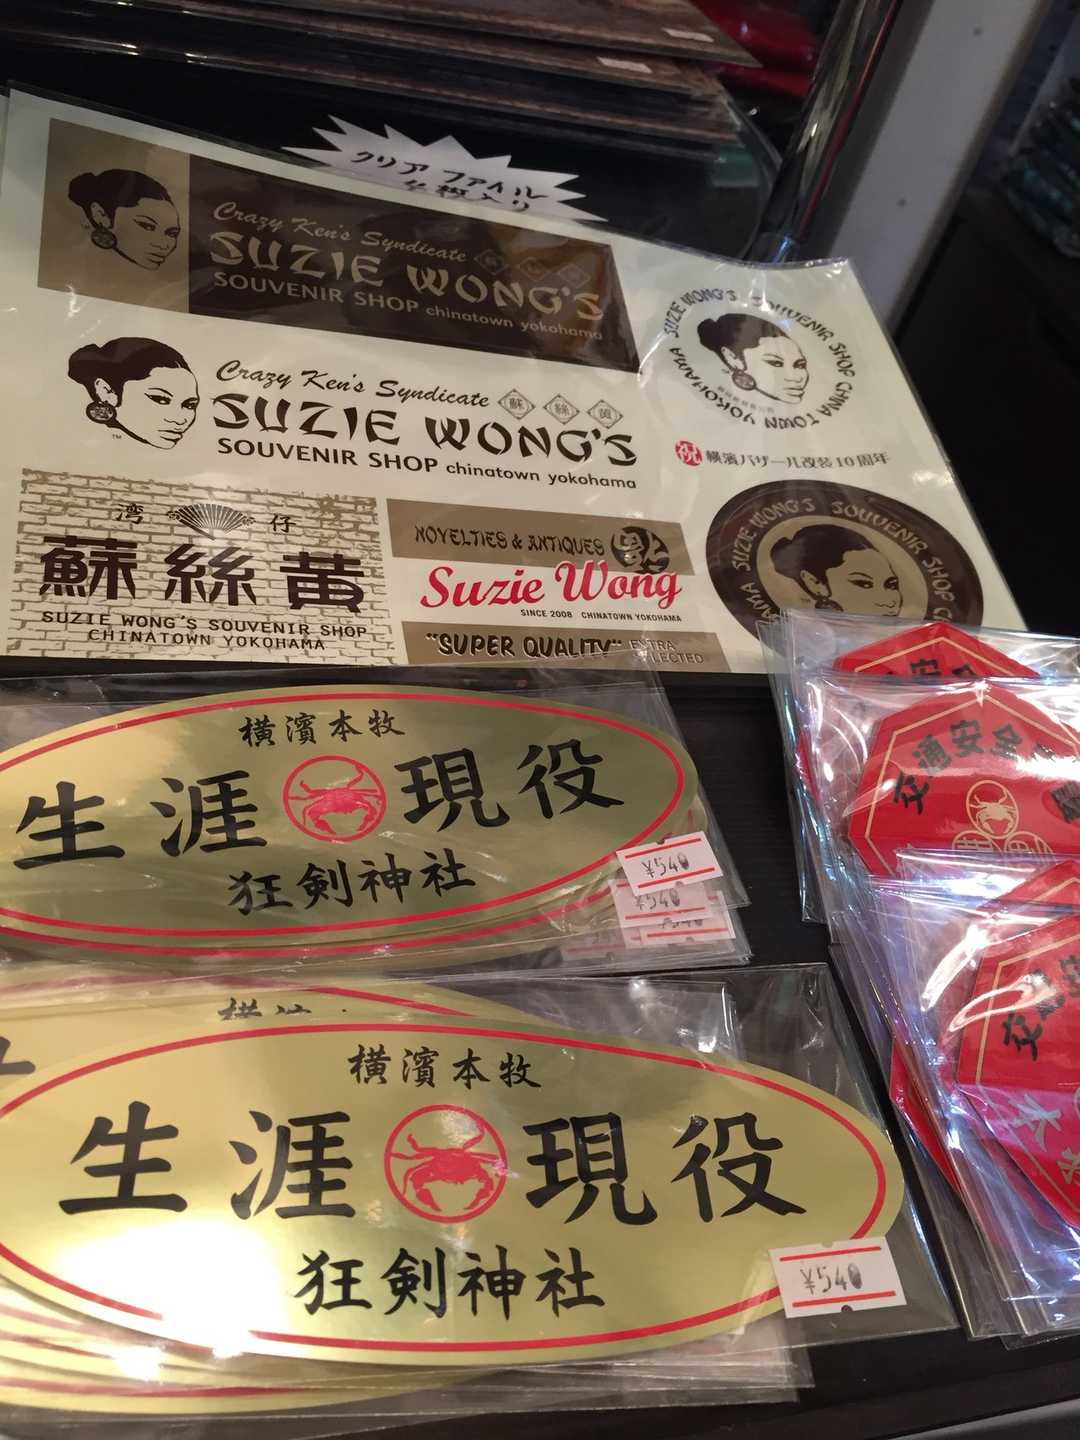 クリア ファイル
Crazy Ken's Syndicate
SUZIE WONG'S
SOUVENIR SHOP chinatown yokohama
SUZIE WONG'S SOUVENIR SHOP CHINA TOWN YOKOHAMA
Crazy Ken's Syndicate 蘇 絲 黄
SUZIE WONG'S
SOUVENIR SHOP chinatown yokohama
TM
祝 横濱バザール改装10周年
湾 仔
蘇絲黄
SUZIE WONG'S SOUVENIR SHOP
CHINATOWN YOKOHAMA
NOVELTIES & ANTIQUES
Suzie Wong
SINCE 2008 CHINATOWN YOKOHAMA
"SUPER QUALITY" EXTRA SELECTED
SUZIE WONG'S SOUVENIR SHOP
横濱本牧
生涯 現役
狂剣神社
¥540
¥540
交通安全
横濱本牧
生涯 現役
狂剣神社
¥540